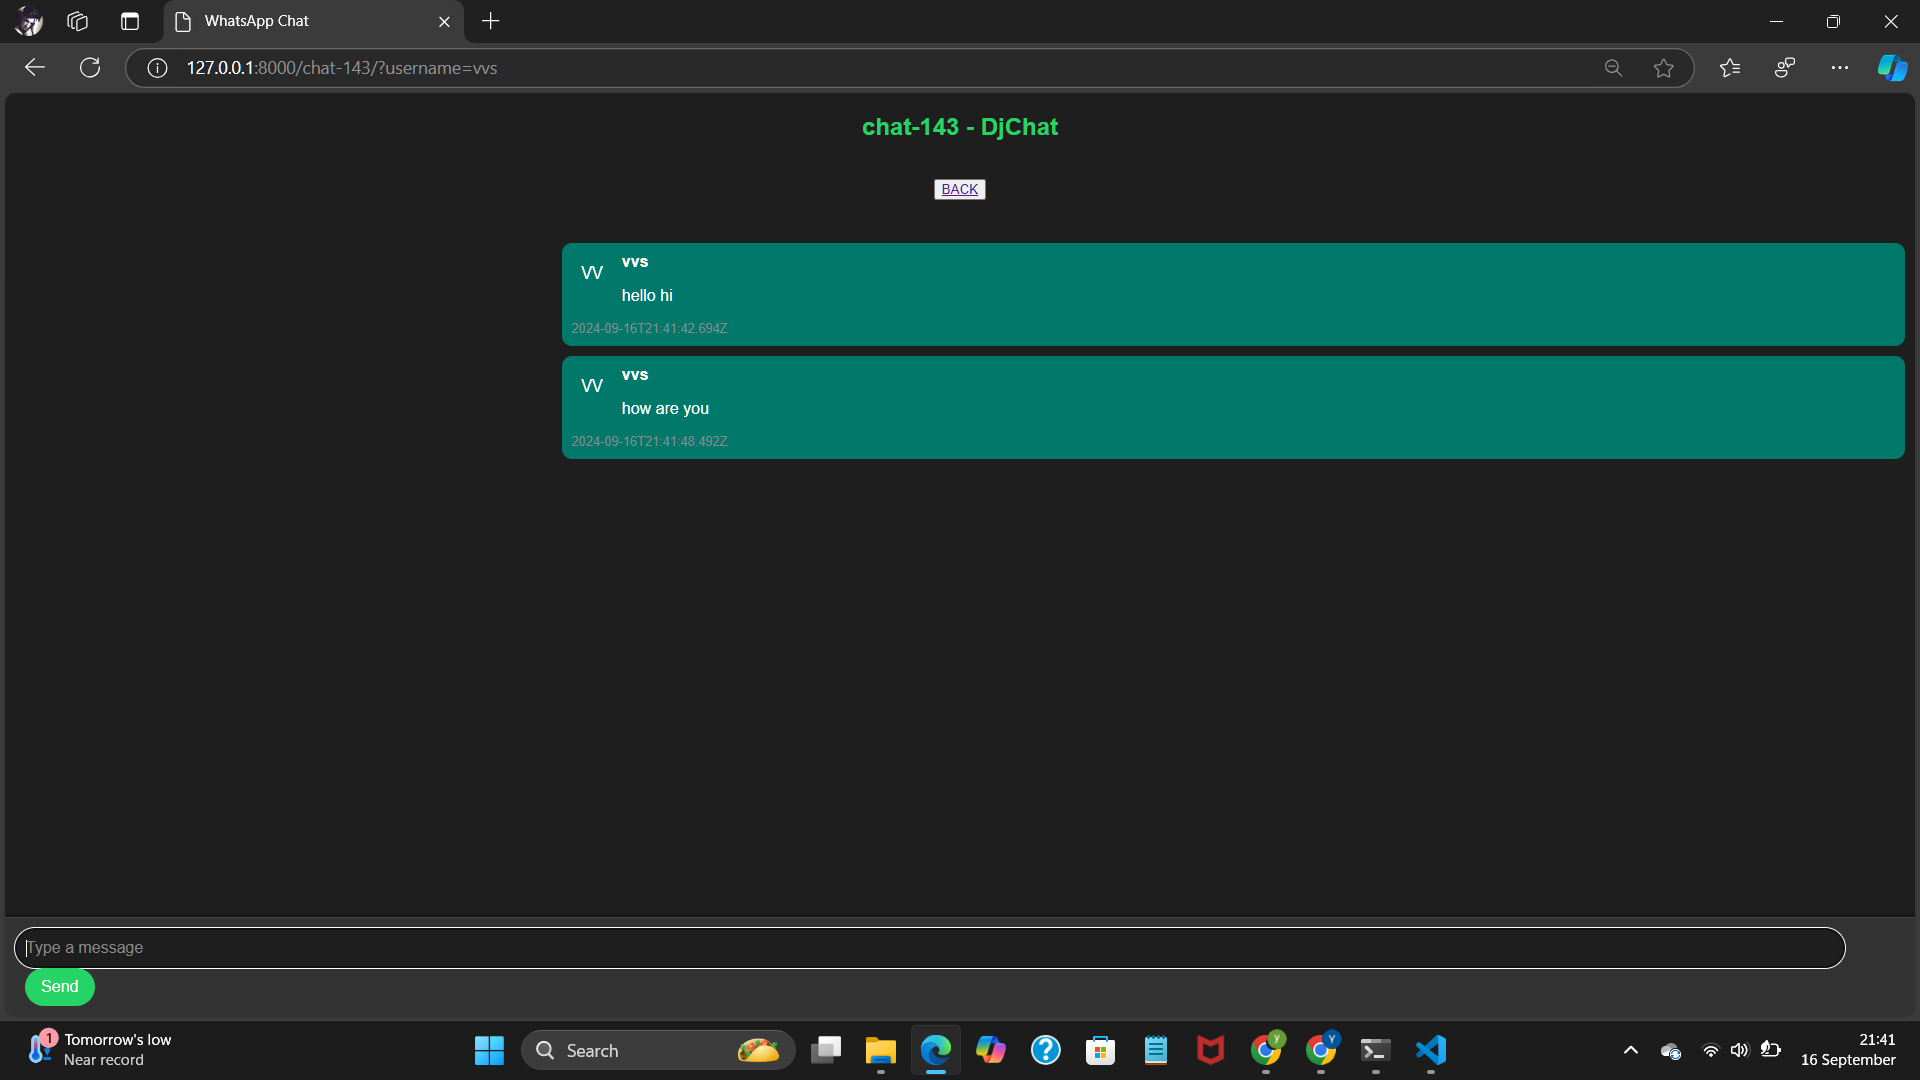 WhatsApp Chat
127.0.0.1:8000/chat-143/?username=vvs
chat-143 - DjChat
BACK
VV
vvs
hello hi
2024-09-16T21:41:42.694Z
VV
vvs
how are you
2024-09-16T21:41:48.492Z
Type a message
Send
1
Tomorrow's low
Near record
Search
Y
Y
21:41
16 September